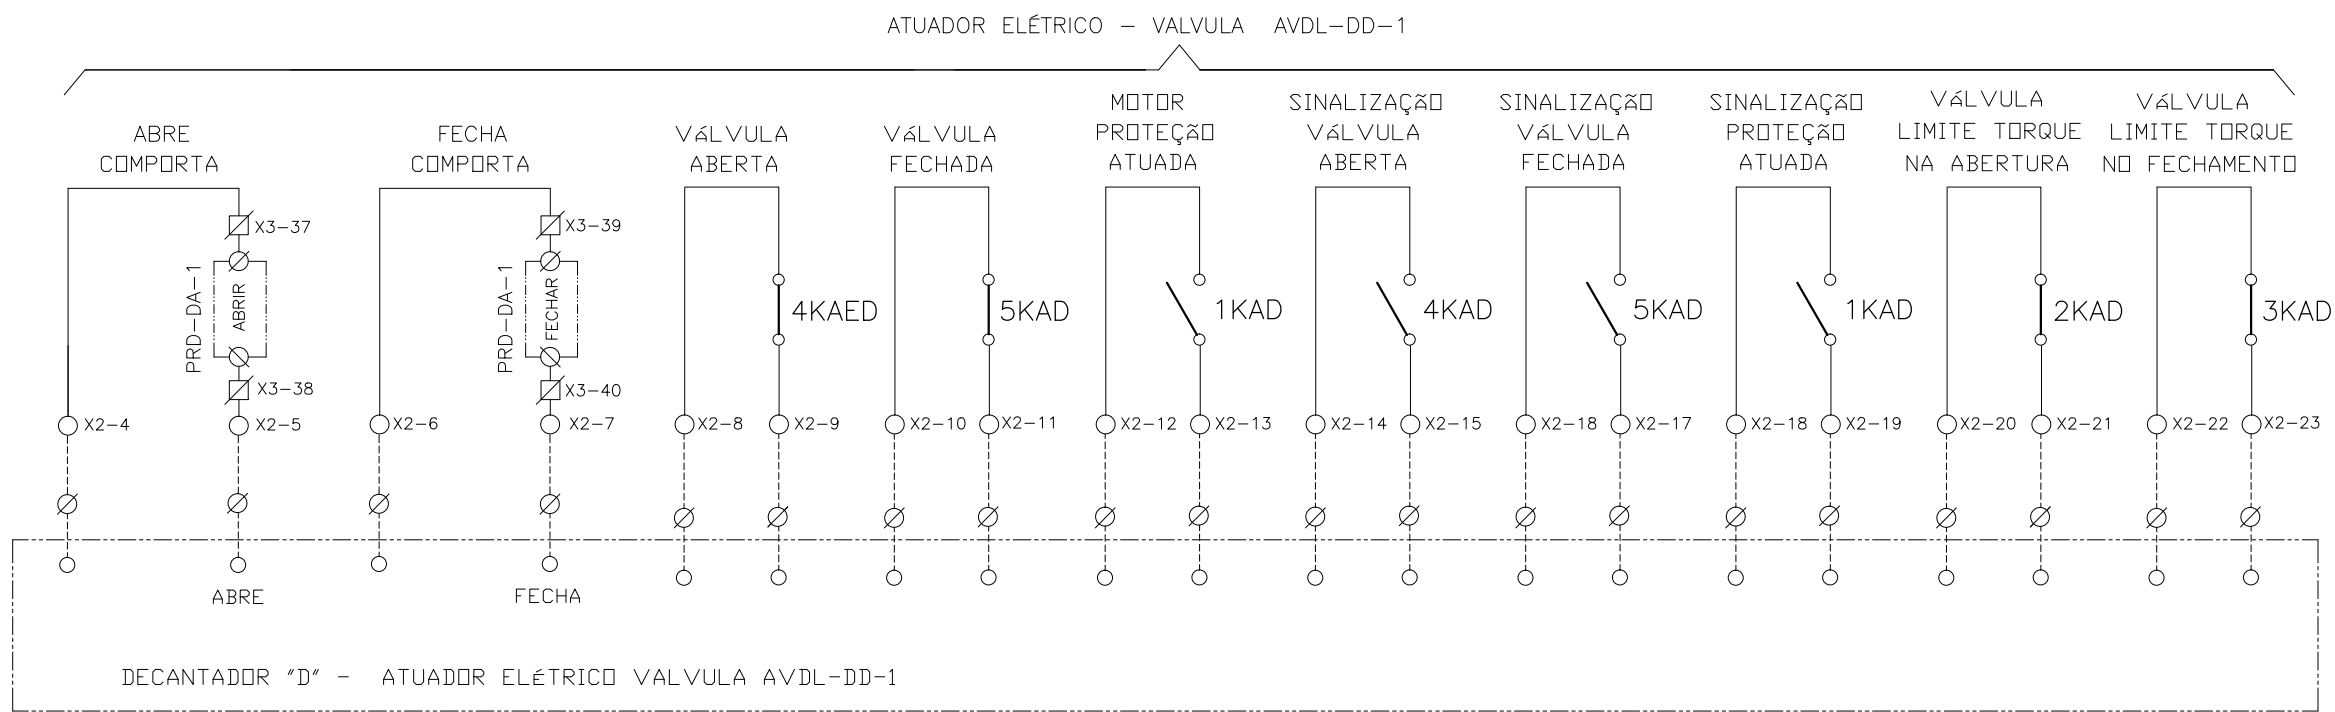 ATUADOR ELÉTRICO – VALVULA AVDL–DD–1
ABRE
COMPORTA
FECHA
COMPORTA
VÁLVULA
ABERTA
VÁLVULA
FECHADA
MOTOR
PROTEÇÃO
ATUADA
SINALIZAÇÃO
VÁLVULA
ABERTA
SINALIZAÇÃO
VÁLVULA
FECHADA
SINALIZAÇÃO
PROTEÇÃO
ATUADA
VÁLVULA
LIMITE TORQUE
NA ABERTURA
VÁLVULA
LIMITE TORQUE
NO FECHAMENTO
X3–37
X3–39
PRD–DA–1
ABRIR
PRD–DA–1
FECHAR
4KAED
5KAD
1KAD
4KAD
5KAD
1KAD
2KAD
3KAD
X3–38
X3–40
X2–4
X2–5
X2–6
X2–7
X2–8
X2–9
X2–10
X2–11
X2–12
X2–13
X2–14
X2–15
X2–18
X2–17
X2–18
X2–19
X2–20
X2–21
X2–22
X2–23
ABRE
FECHA
DECANTADOR "D" – ATUADOR ELÉTRICO VALVULA AVDL–DD–1